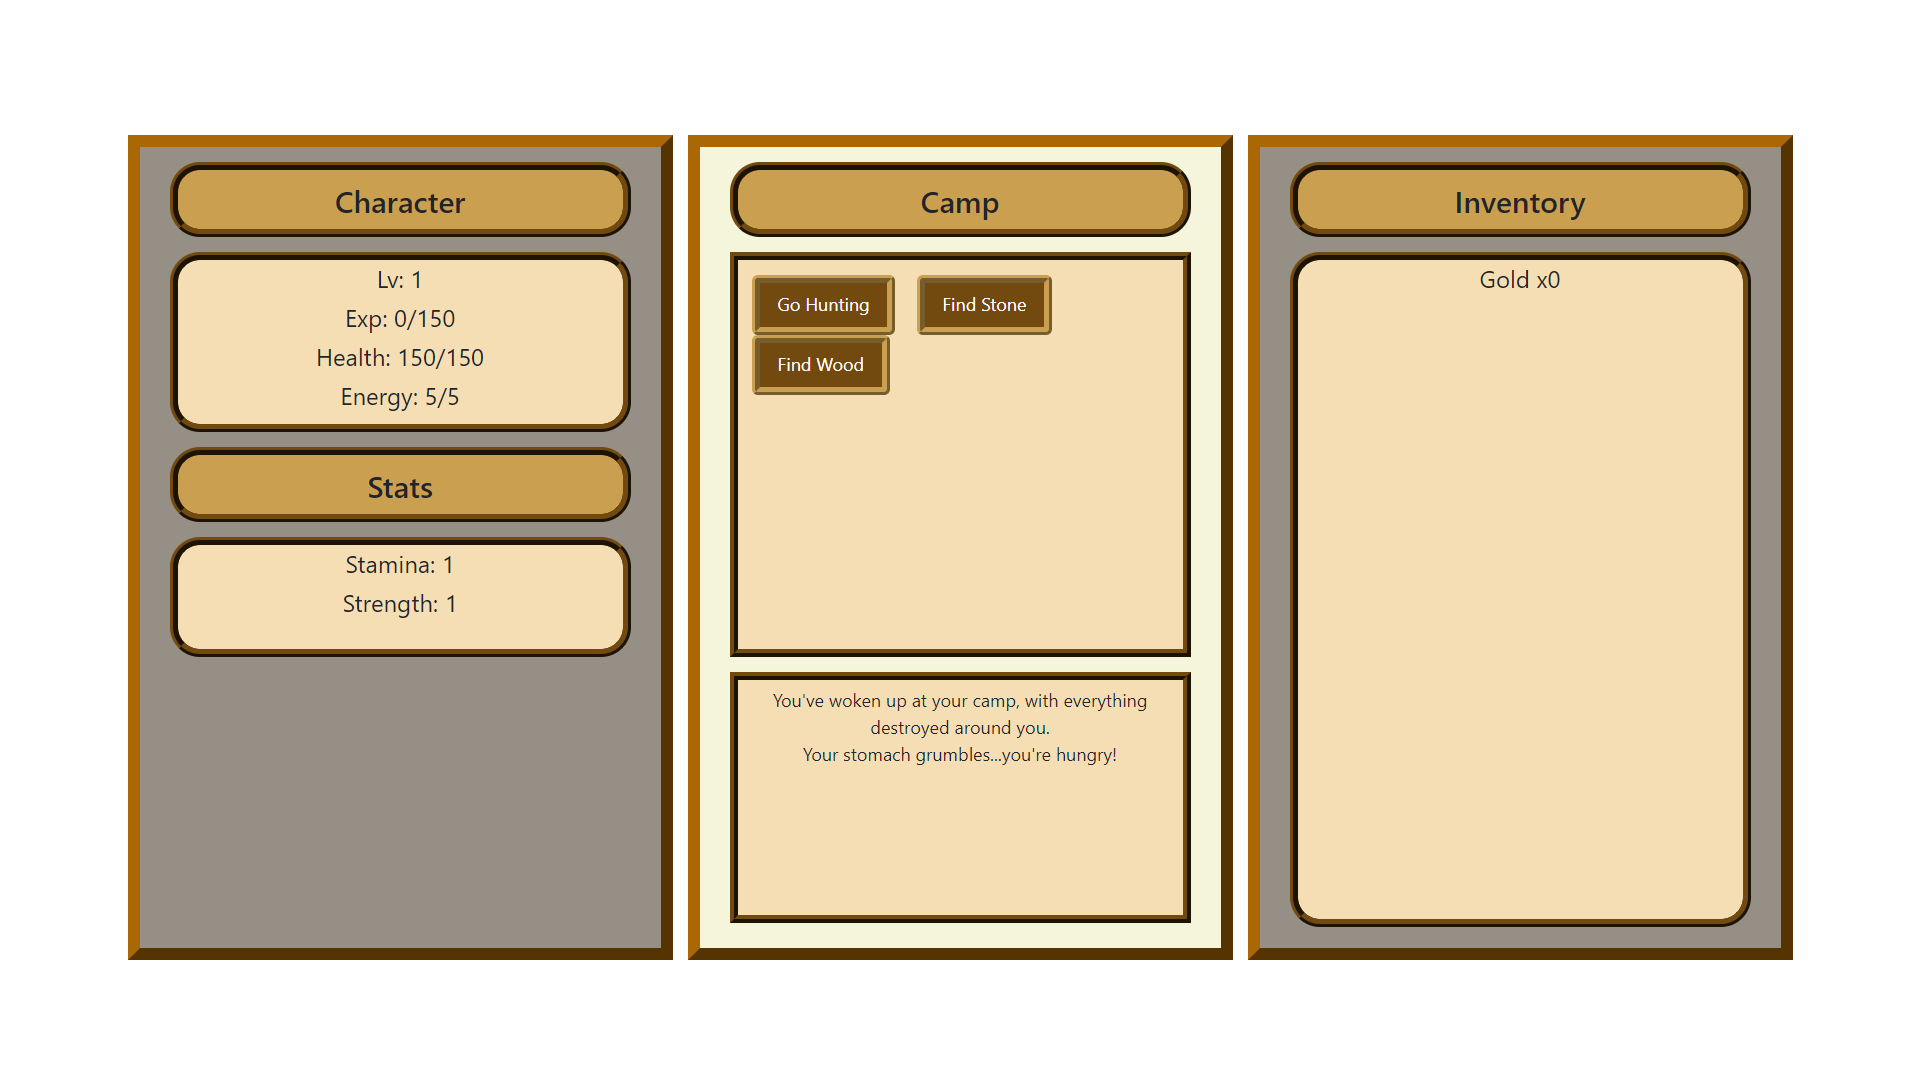 Character
Lv: 1
Exp: 0/150
Health: 150/150
Energy: 5/5
Stats
Stamina: 1
Strength: 1
Camp
Go Hunting
Find Stone
Find Wood
You've woken up at your camp, with everything
destroyed around you.
Your stomach grumbles...you're hungry!
Inventory
Gold x0